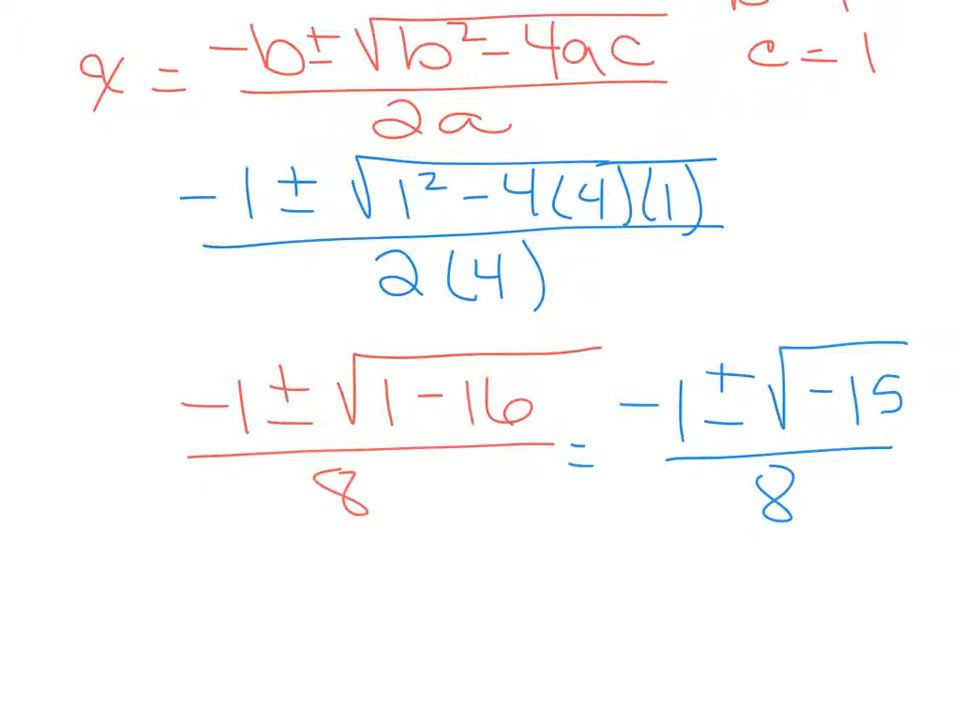 x = -b ± √b² - 4ac / 2a c = 1
-1 ± √1² - 4(4)(1) / 2(4)
-1 ± √1 - 16 / 8 = -1 ± √-15 / 8